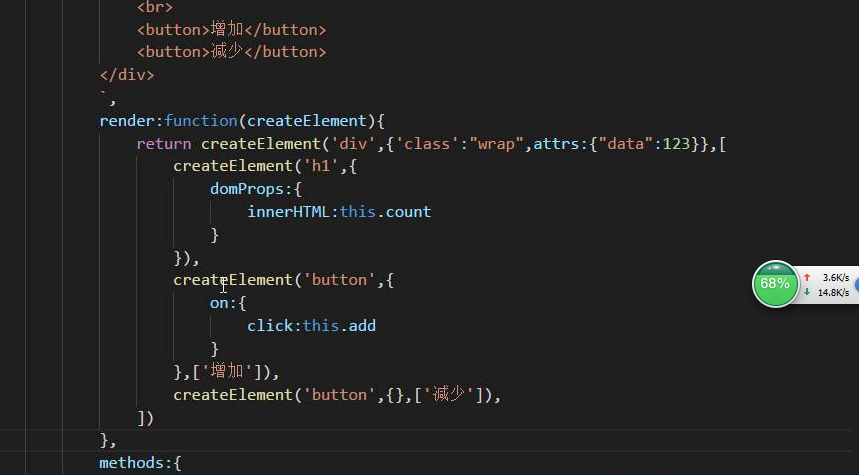 <br>
<button>增加</button>
<button>减少</button>
</div>
`,
render:function(createElement){
return createElement('div',{'class':"wrap",attrs:{"data":123}},[
createElement('h1',{
domProps:{
innerHTML:this.count
}
}),
createElement('button',{
on:{
click:this.add
}
},['增加']),
createElement('button',{},['减少']),
])
},
methods:{
68%
3.6K/s
14.8K/s